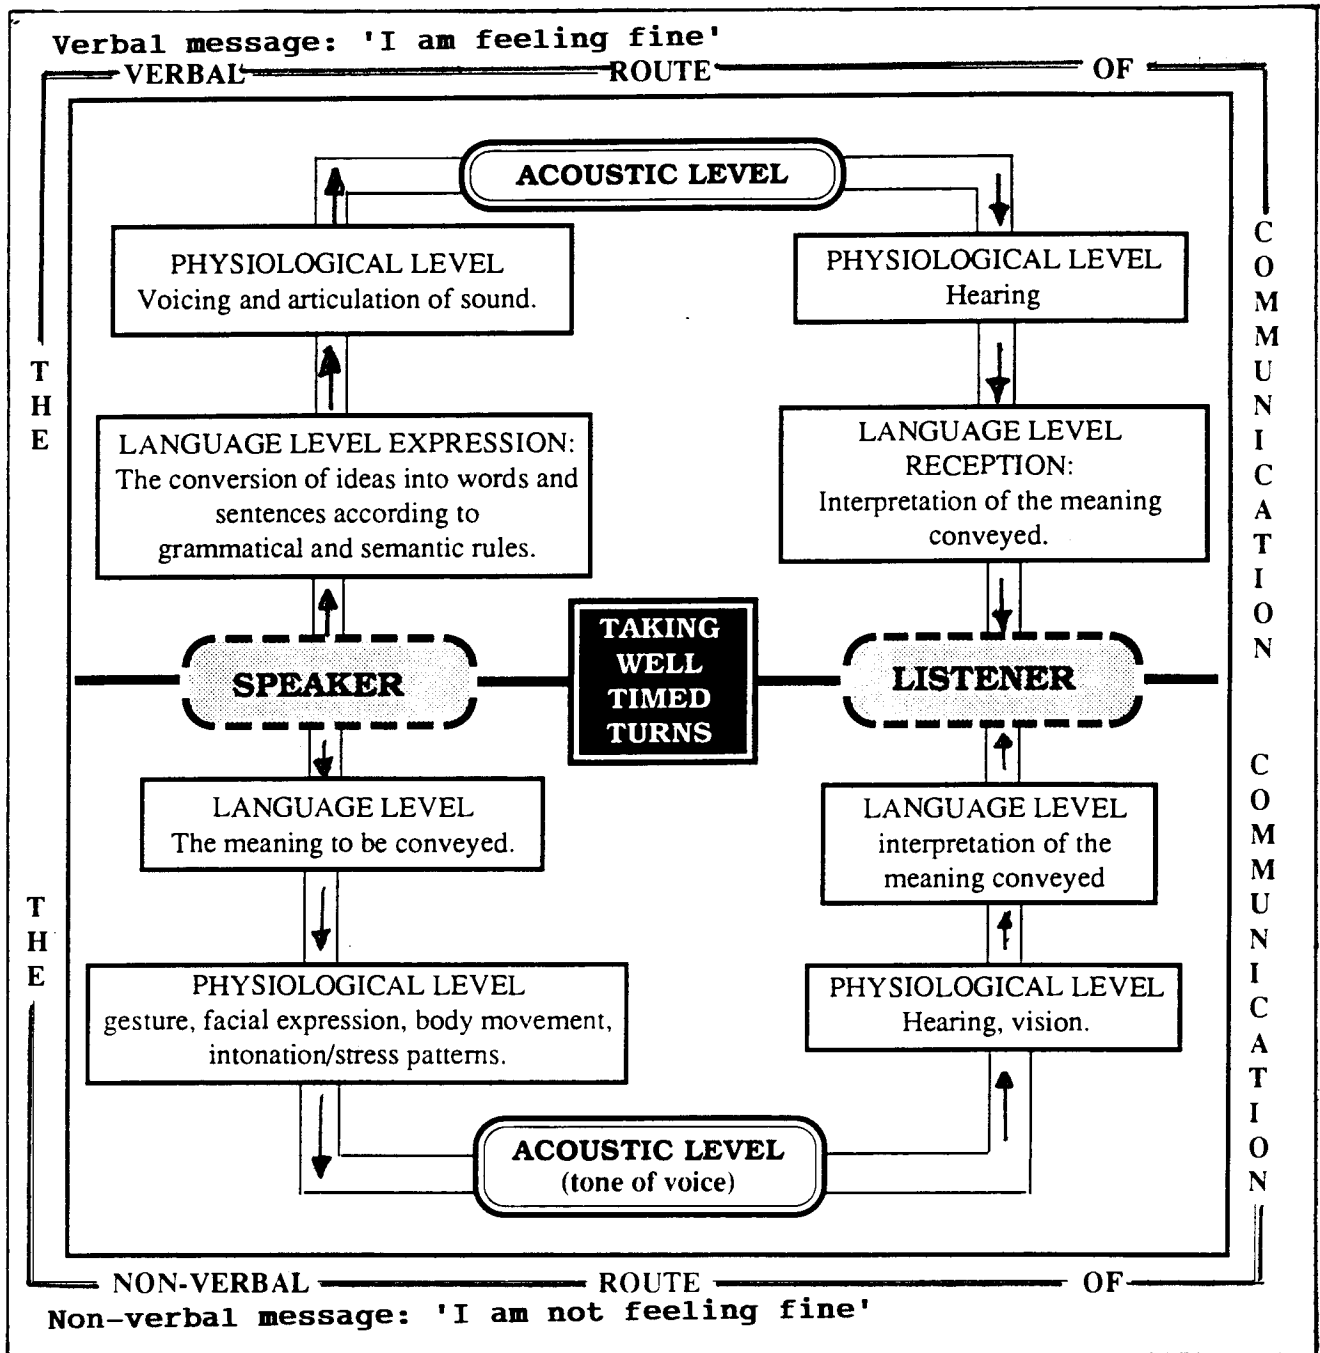 Verbal message: 'I am feeling fine'
THE VERBAL ROUTE OF COMMUNICATION
ACOUSTIC LEVEL
PHYSIOLOGICAL LEVEL
Voicing and articulation of sound.
PHYSIOLOGICAL LEVEL
Hearing
LANGUAGE LEVEL EXPRESSION:
The conversion of ideas into words and
sentences according to
grammatical and semantic rules.
LANGUAGE LEVEL
RECEPTION:
Interpretation of the meaning
conveyed.
SPEAKER
TAKING
WELL
TIMED
TURNS
LISTENER
LANGUAGE LEVEL
The meaning to be conveyed.
LANGUAGE LEVEL
interpretation of the
meaning conveyed
PHYSIOLOGICAL LEVEL
gesture, facial expression, body movement,
intonation/stress patterns.
PHYSIOLOGICAL LEVEL
Hearing, vision.
ACOUSTIC LEVEL
(tone of voice)
THE NON-VERBAL ROUTE OF COMMUNICATION
Non-verbal message: 'I am not feeling fine'